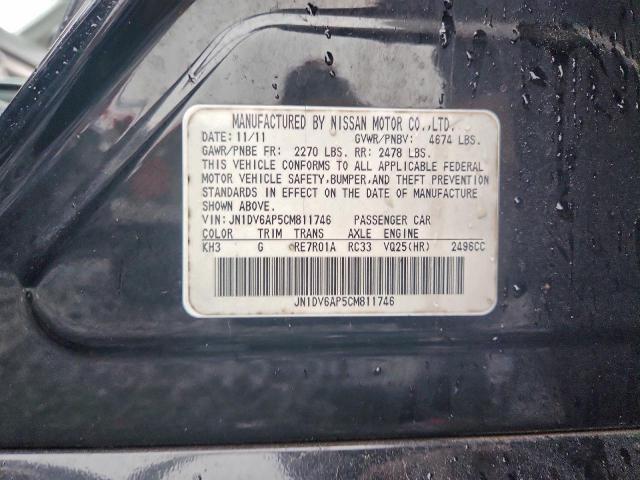 MANUFACTURED BY NISSAN MOTOR CO.,LTD.
DATE: 11/11 GVWR/PNBV: 4674 LBS.
GAWR/PNBE FR: 2270 LBS. RR: 2478 LBS.
THIS VEHICLE CONFORMS TO ALL APPLICABLE FEDERAL
MOTOR VEHICLE SAFETY,BUMPER,AND THEFT PREVENTION
STANDARDS IN EFFECT ON THE DATE OF MANUFACTURE
SHOWN ABOVE.
VIN: JN1DV6AP5CM811746 PASSENGER CAR
COLOR TRIM TRANS AXLE ENGINE
KH3 G RE7R01A RC33 VQ25(HR) 2496CC
JN1DV6AP5CM811746